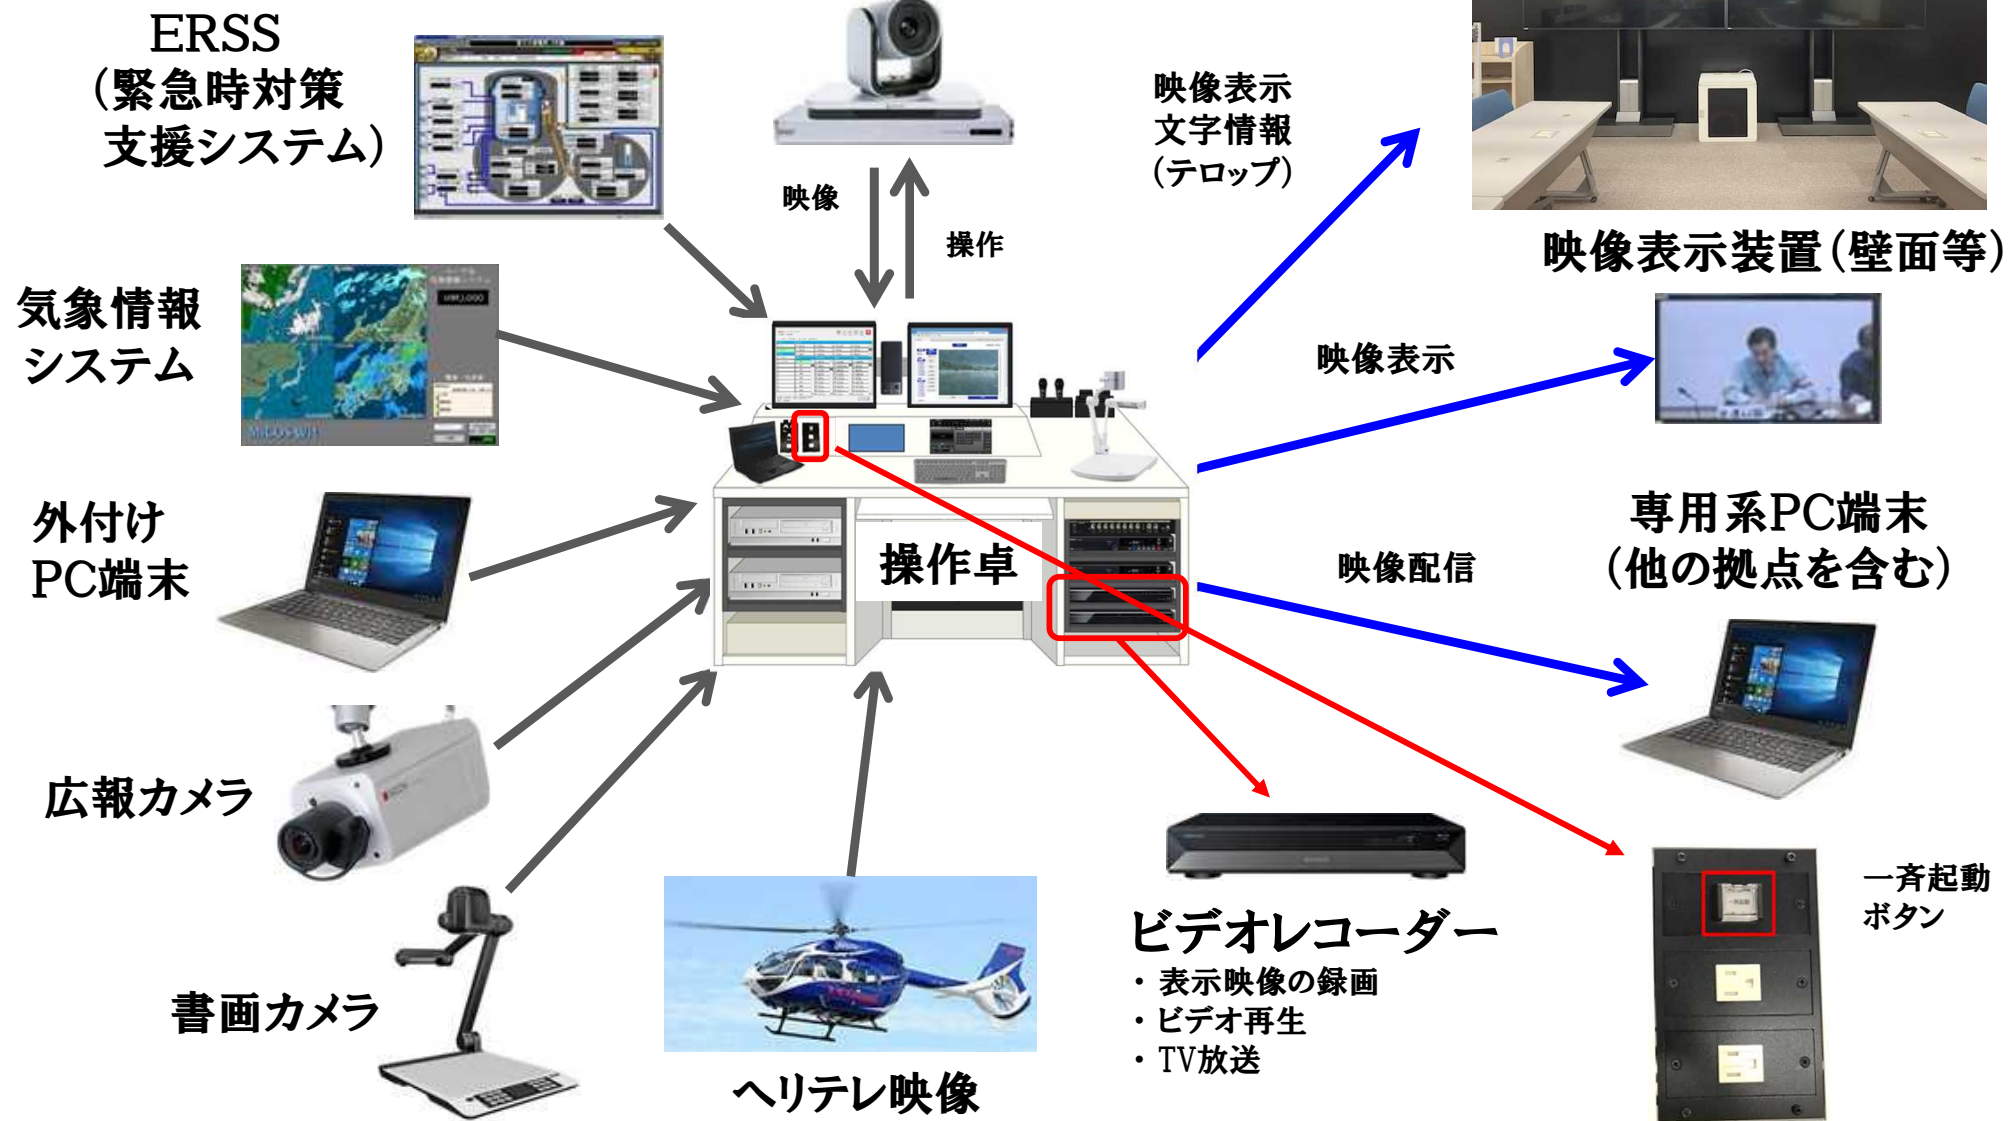 ERSS
（緊急時対策
支援システム）
映像
操作
映像表示
文字情報
（テロップ）
映像表示装置（壁面等）
気象情報
システム
映像表示
外付け
PC端末
操作卓
映像配信
専用系PC端末
（他の拠点を含む）
広報カメラ
書画カメラ
ヘリテレ映像
ビデオレコーダー
・ 表示映像の録画
・ ビデオ再生
・ TV放送
一斉起動
ボタン
一斉起動